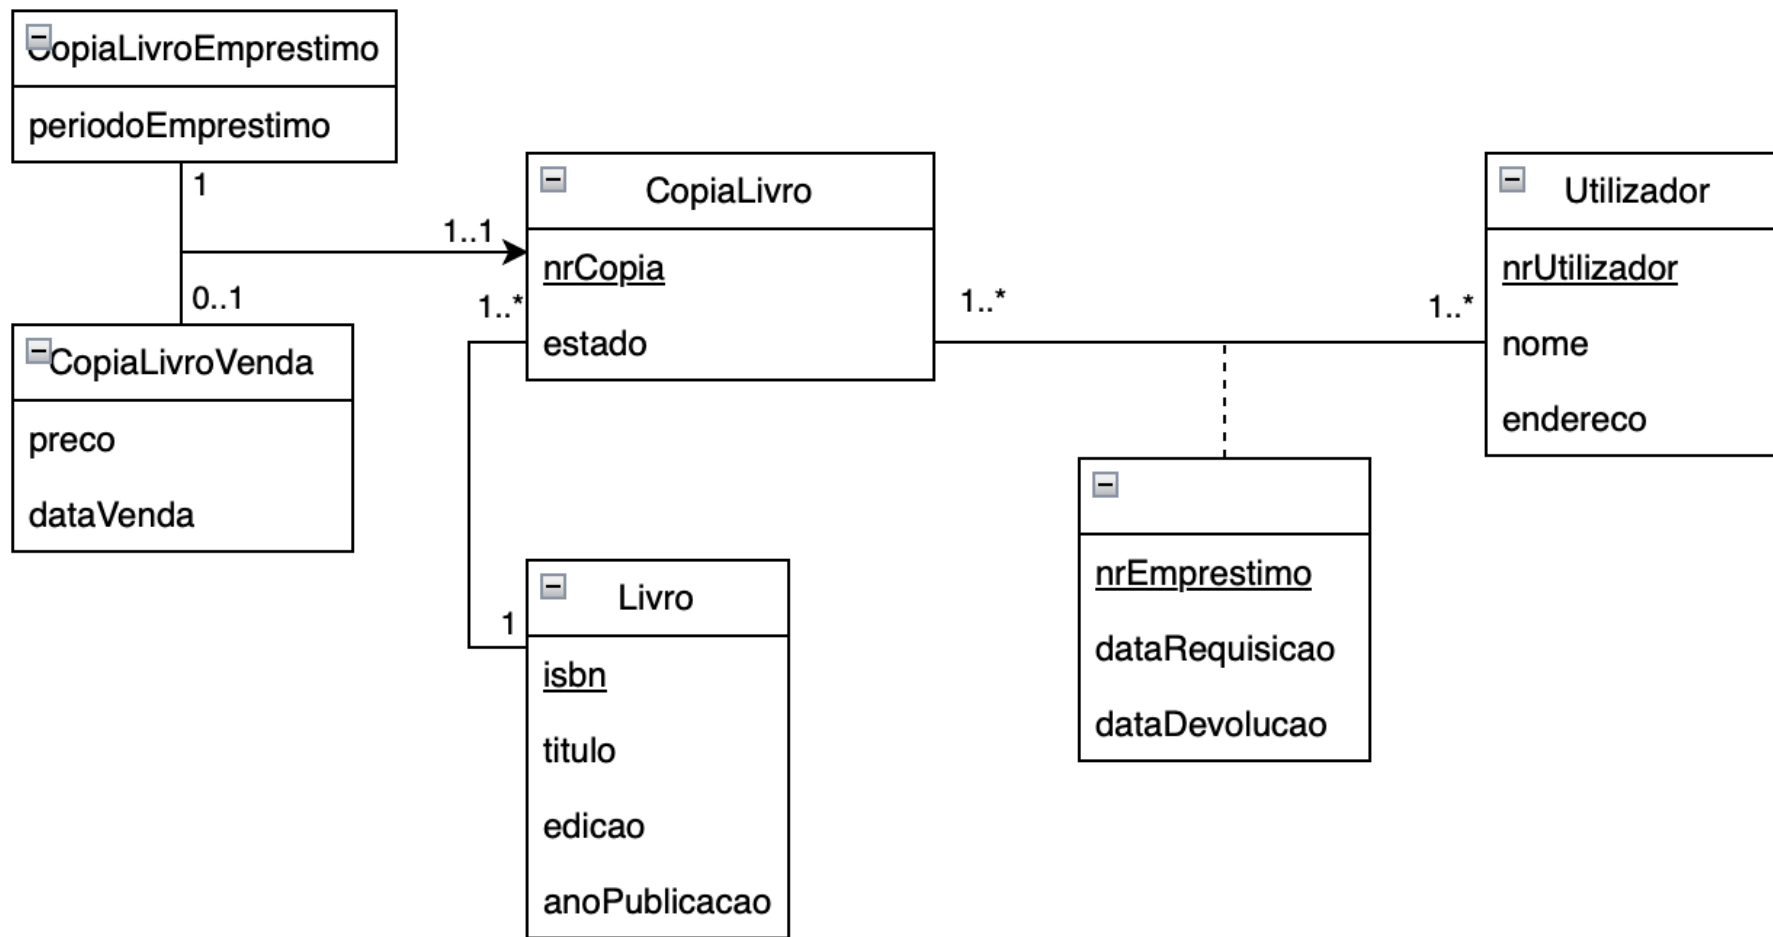 CopiaLivroEmprestimo
periodoEmprestimo
1
1..1
0..1
CopiaLivroVenda
preco
dataVenda
CopiaLivro
nrCopia
estado
1..*
1..*
1..*
Utilizador
nrUtilizador
nome
endereco
nrEmprestimo
dataRequisicao
dataDevolucao
1
Livro
isbn
titulo
edicao
anoPublicacao